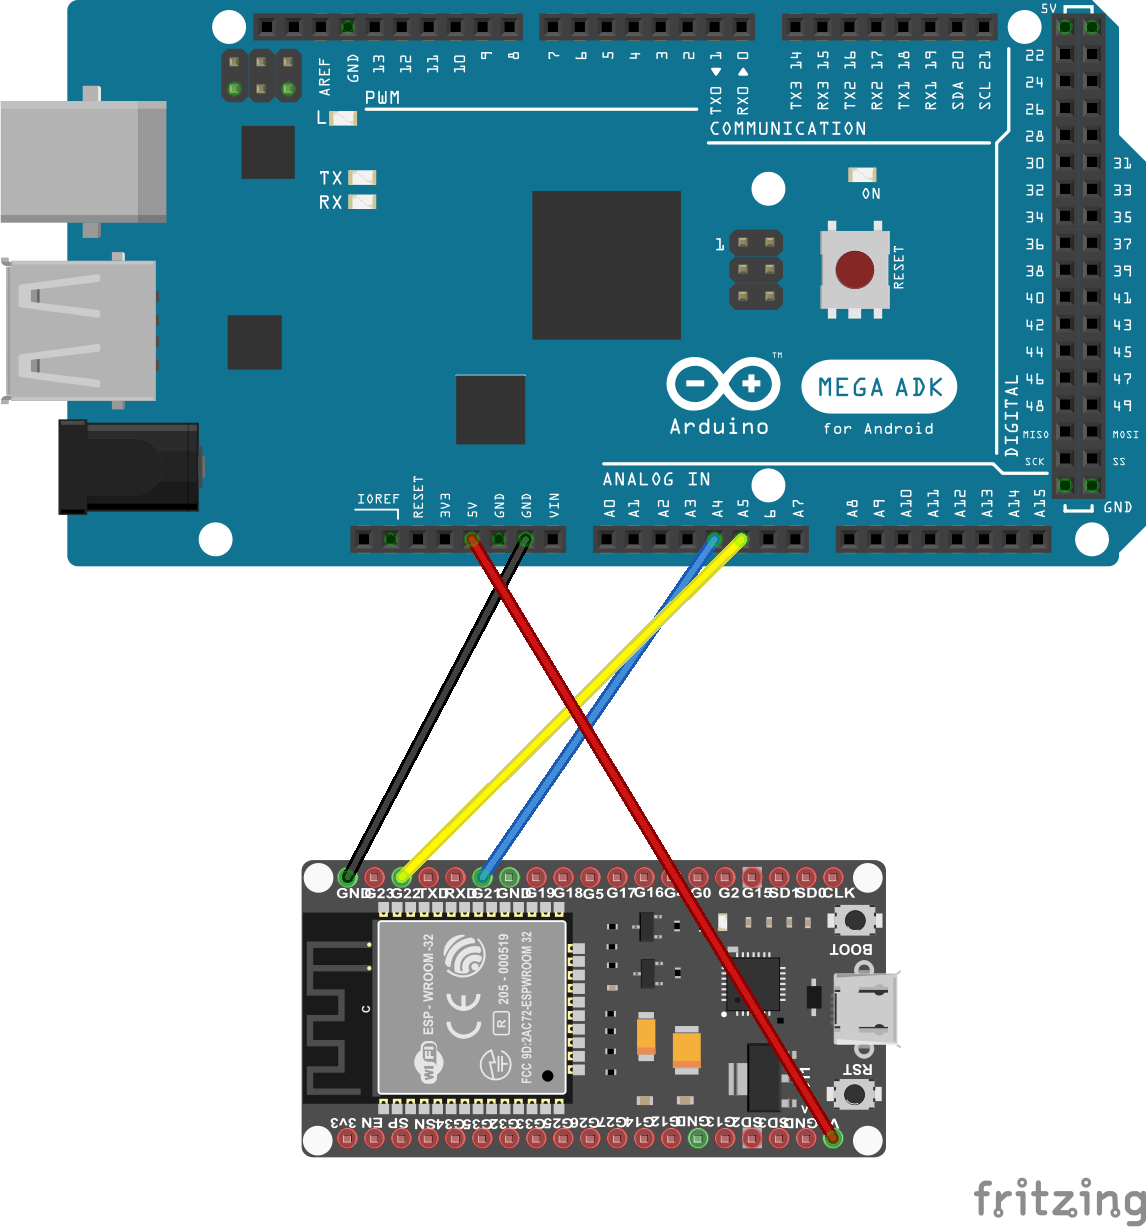 5V
AREF GND 13 12 11 10 9 8 7 6 5 4 3 2 TX0 1 RX0 0 TX3 14 RX3 15 TX2 16 RX2 17 TX1 18 RX1 19 SDA 20 SCL 21
PWM
L
COMMUNICATION
TX
RX
ON
1
RESET
22
24
26
28
30 31
32 33
34 35
36 37
38 39
40 41
42 43
44 45
46 47
48 49
MISO MOSI
SCK SS
GND
DIGITAL
TM
MEGA ADK
Arduino
for Android
ANALOG IN
IOREF RESET 3V3 5V GND GND VIN A0 A1 A2 A3 A4 A5 6 A7 A8 A9 A10 A11 A12 A13 A14 A15
GND G23 G22 TXD RXD G21 GND G19 G18 G5 G17 G16 G0 G2 G15 SD1 SD0 CLK
BOOT
C
WiFi ESP - WROOM -32
CE
R 205 - 000519
FCC 9D:2AC72-ESPWROOM 32
RST
3V3 EN SP SN G34 G35 G32 G33 G25 G26 G27 G14 G12 GND G13 SD2 SD3 GND V
fritzing